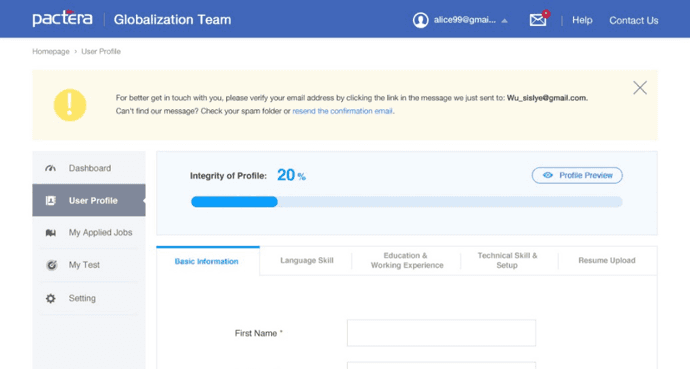 pactera Globalization Team alice99@gmai... Help Contact Us
Homepage › User Profile
For better get in touch with you, please verify your email address by clicking the link in the message we just sent to: Wu_sislye@gmail.com.
Can't find our message? Check your spam folder or resend the confirmation email.
Dashboard
User Profile
My Applied Jobs
My Test
Setting
Integrity of Profile: 20 %
Profile Preview
Basic Information
Language Skill
Education &
Working Experience
Technical Skill &
Setup
Resume Upload
First Name *